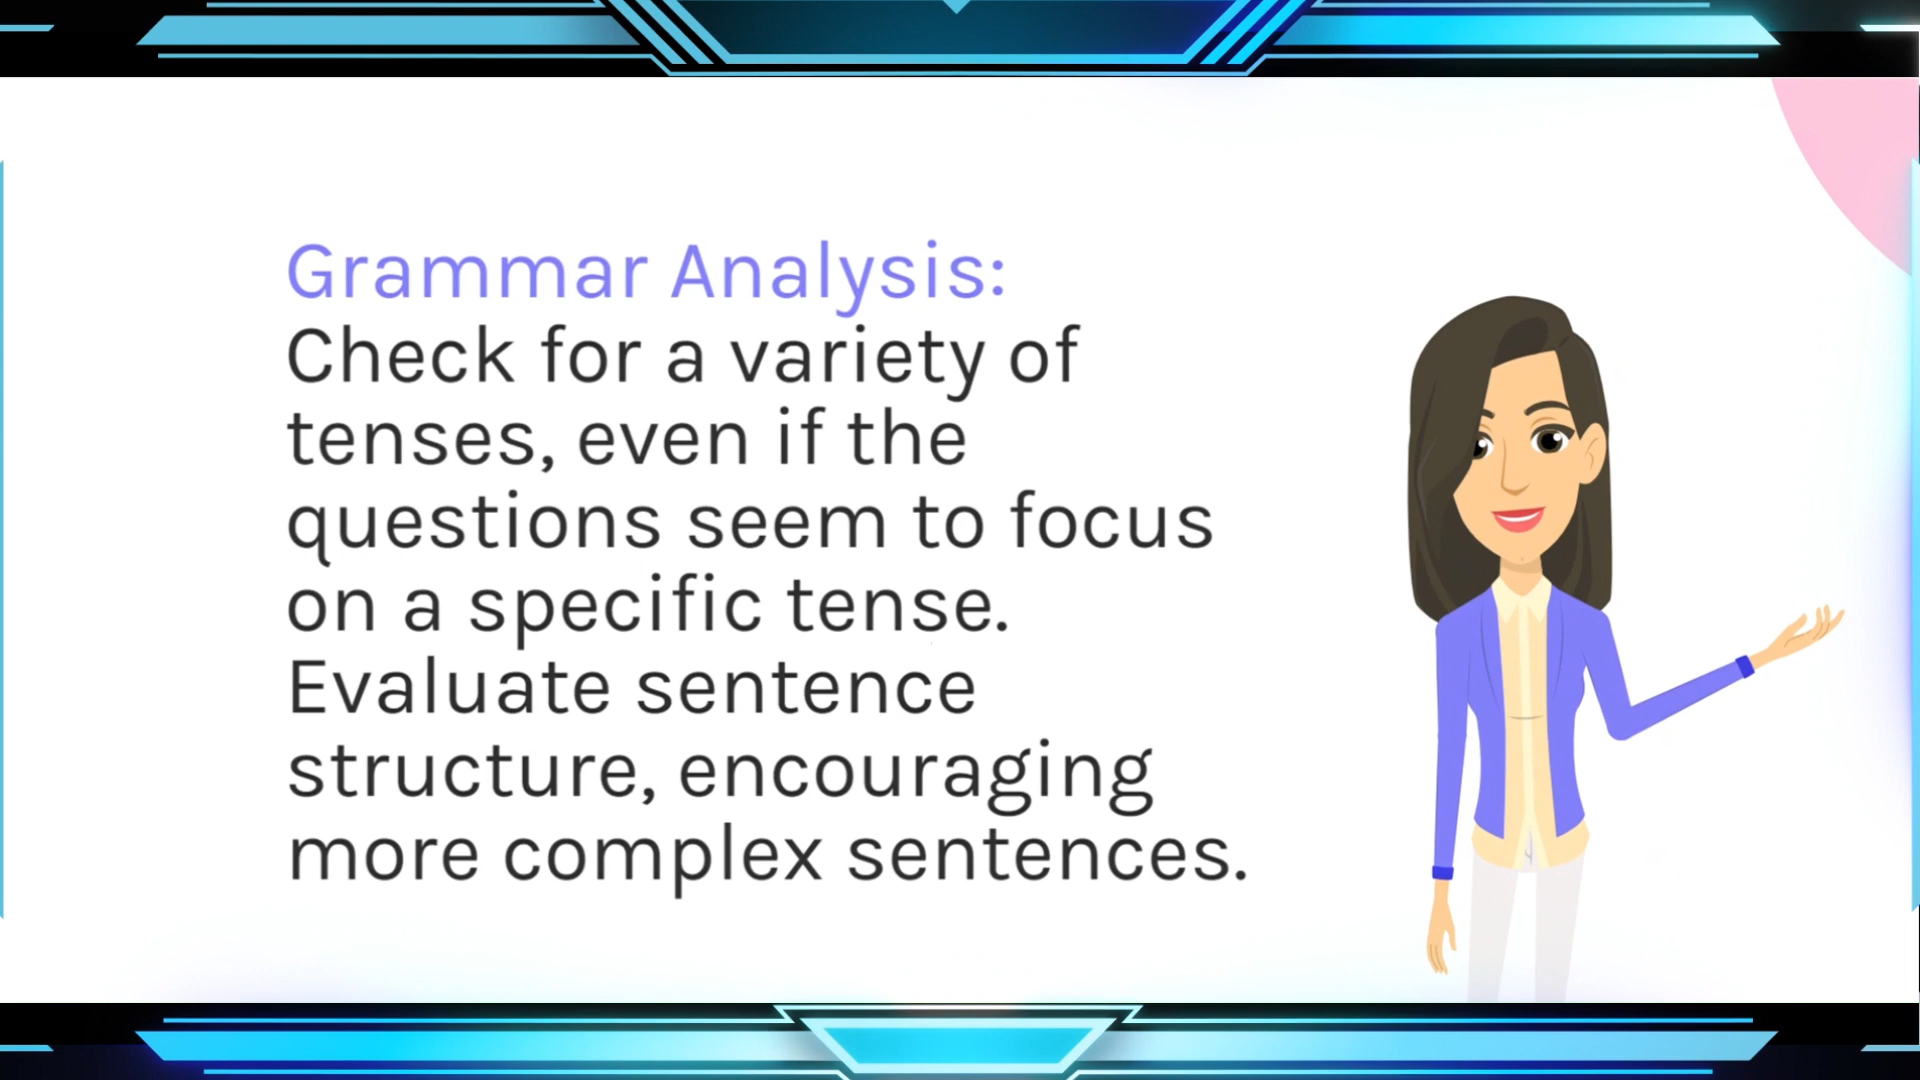 Grammar Analysis:
Check for a variety of
tenses, even if the
questions seem to focus
on a specific tense.
Evaluate sentence
structure, encouraging
more complex sentences.